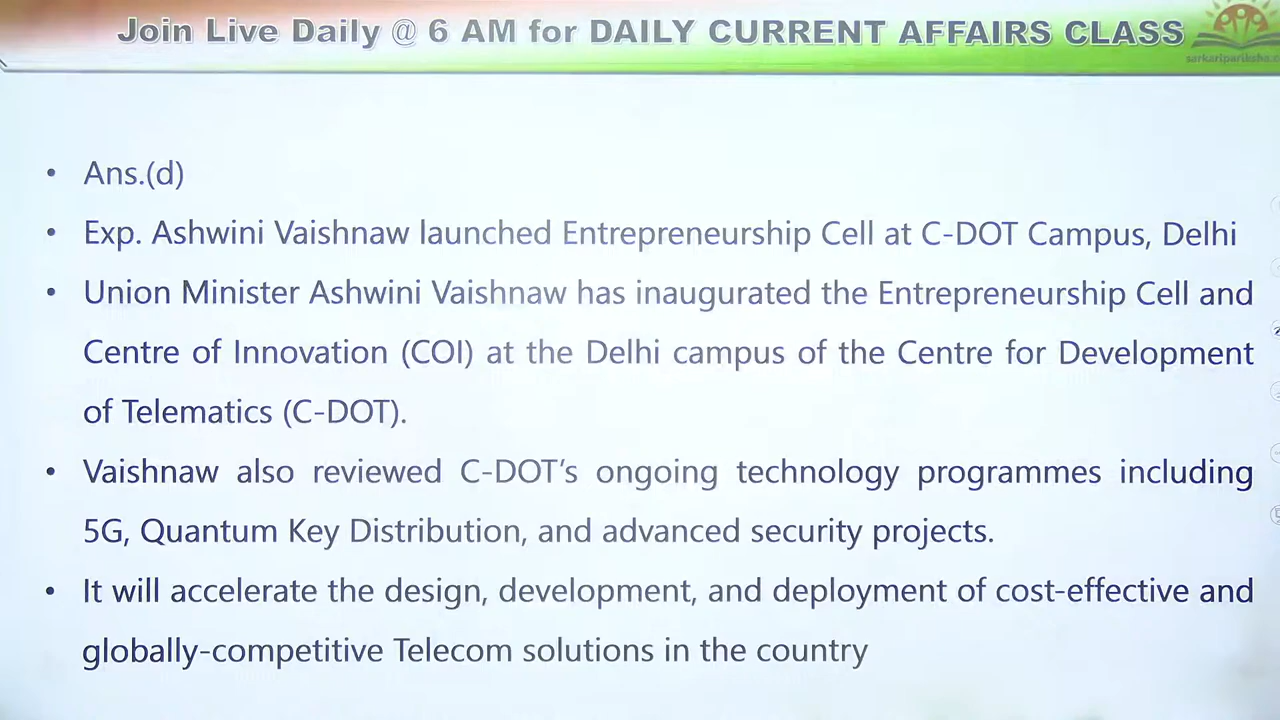 Join Live Daily @ 6 AM for DAILY CURRENT AFFAIRS CLASS
• Ans.(d)
• Exp. Ashwini Vaishnaw launched Entrepreneurship Cell at C-DOT Campus, Delhi
• Union Minister Ashwini Vaishnaw has inaugurated the Entrepreneurship Cell and
Centre of Innovation (COI) at the Delhi campus of the Centre for Development
of Telematics (C-DOT).
• Vaishnaw also reviewed C-DOT’s ongoing technology programmes including
5G, Quantum Key Distribution, and advanced security projects.
• It will accelerate the design, development, and deployment of cost-effective and
globally-competitive Telecom solutions in the country